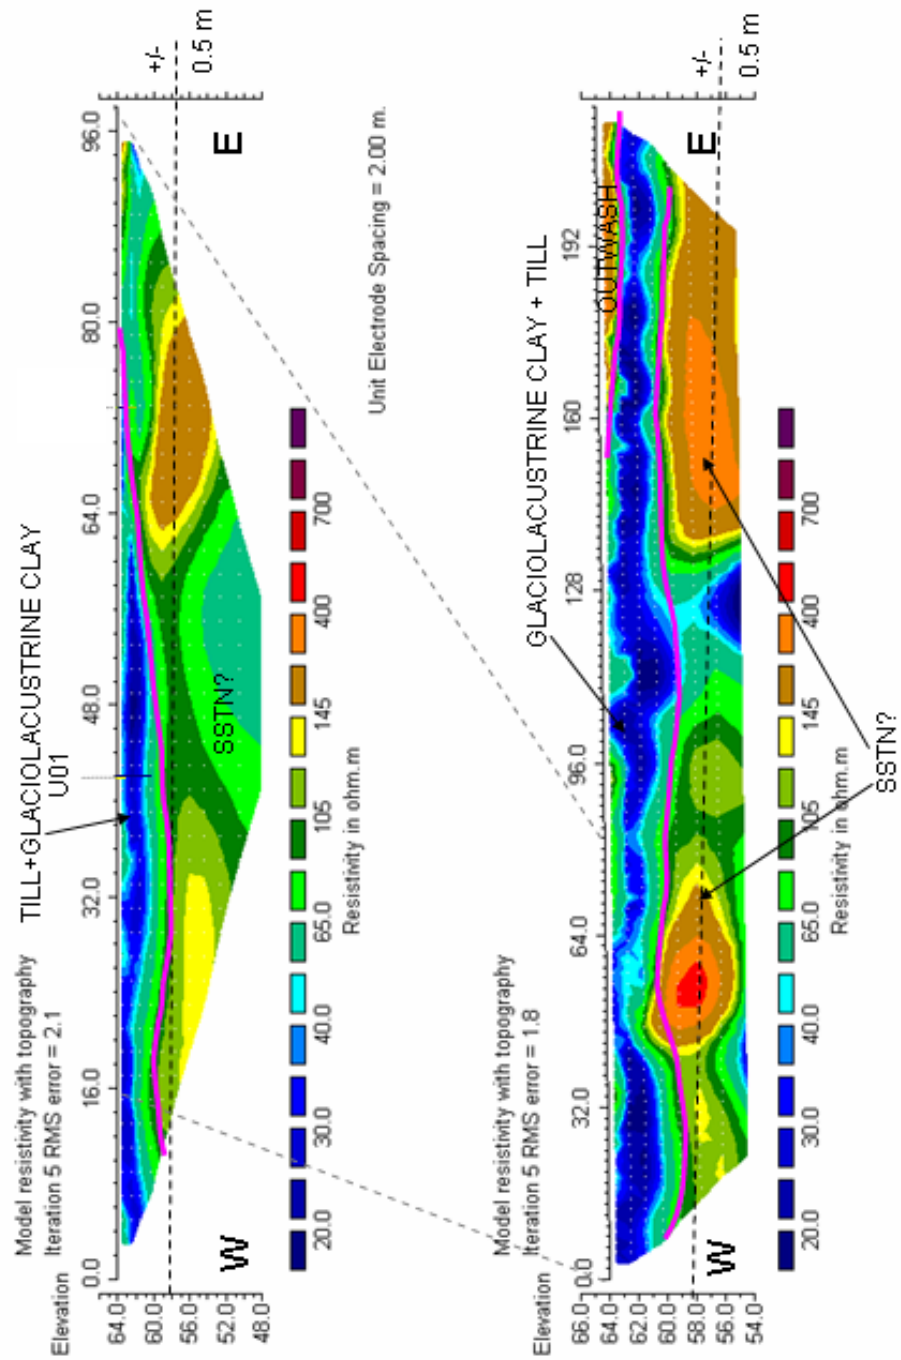 Model resistivity with topography
Iteration 5 RMS error = 2.1
TILL+GLACIOLACUSTRINE CLAY
U01
Elevation
0.0 16.0 32.0 48.0 64.0 80.0 96.0
64.0
60.0
56.0
52.0
48.0
+/-
0.5 m
W
SSTN?
E
20.0 30.0 40.0 65.0 105 145 400 700
Resistivity in ohm.m
Unit Electrode Spacing = 2.00 m.
Model resistivity with topography
Iteration 5 RMS error = 1.8
GLACIOLACUSTRINE CLAY + TILL
Elevation
0.0 32.0 64.0 96.0 128 160 192
66.0
64.0
62.0
60.0
58.0
56.0
54.0
OUTWASH
+/-
0.5 m
W
E
20.0 30.0 40.0 65.0 105 145 400 700
Resistivity in ohm.m
SSTN?